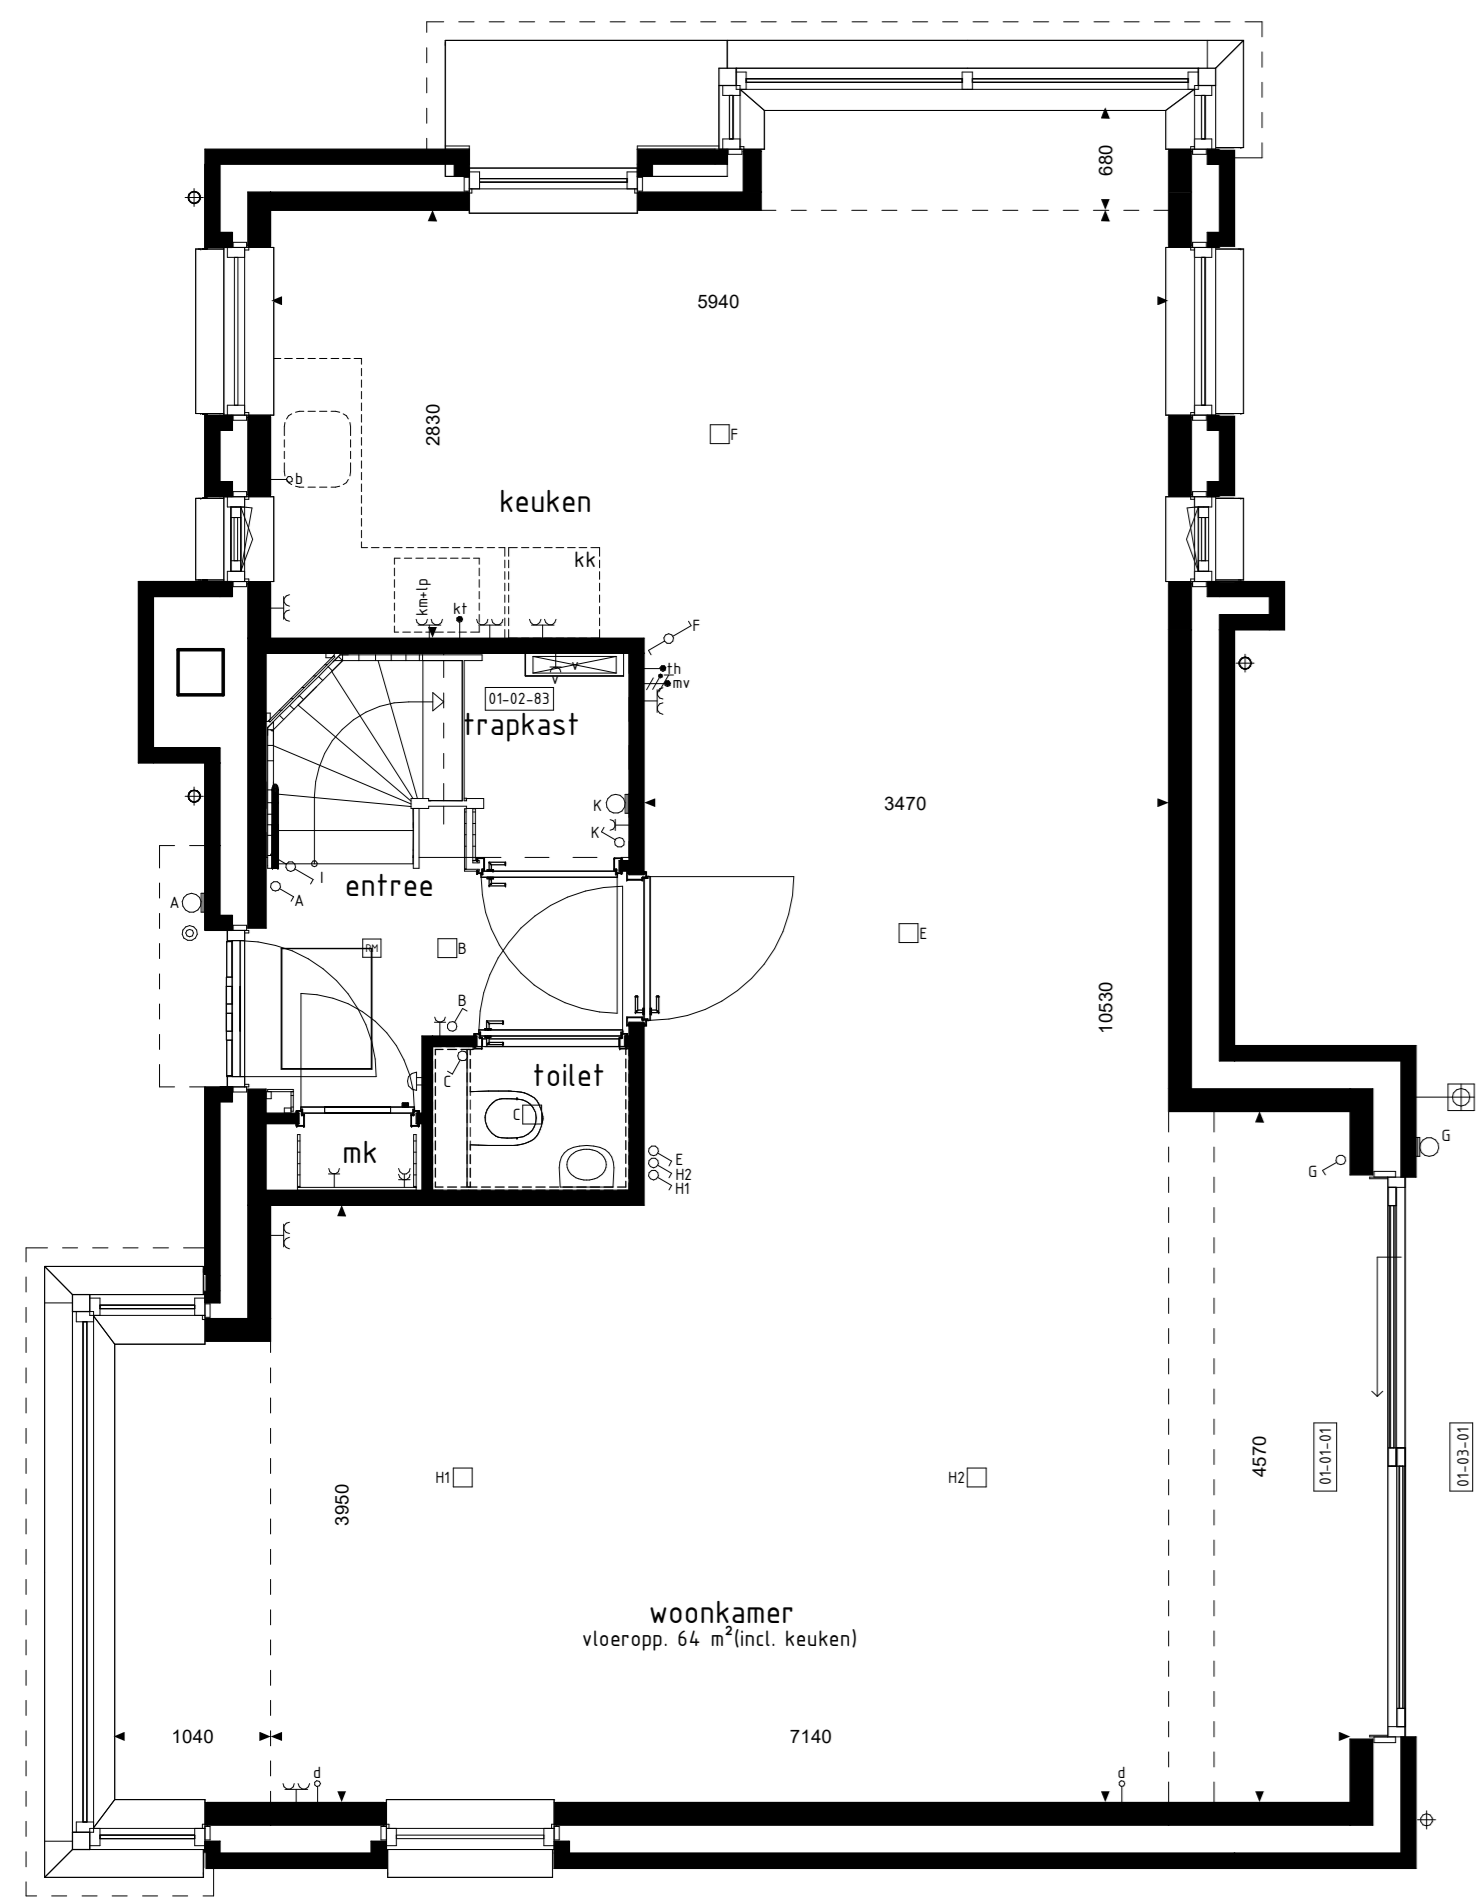 680
5940
2830
F
b
keuken
kk
km+lp
kt
F
th
mv
01-02-83
v
v
trapkast
K
K
3470
I
entree
A
A
RM
B
E
B
10530
C
toilet
C
mk
E
H2
H1
G
G
H1
H2
3950
4570
01-01-01
01-03-01
woonkamer
vloeropp. 64 m²(incl. keuken)
1040
7140
d
d